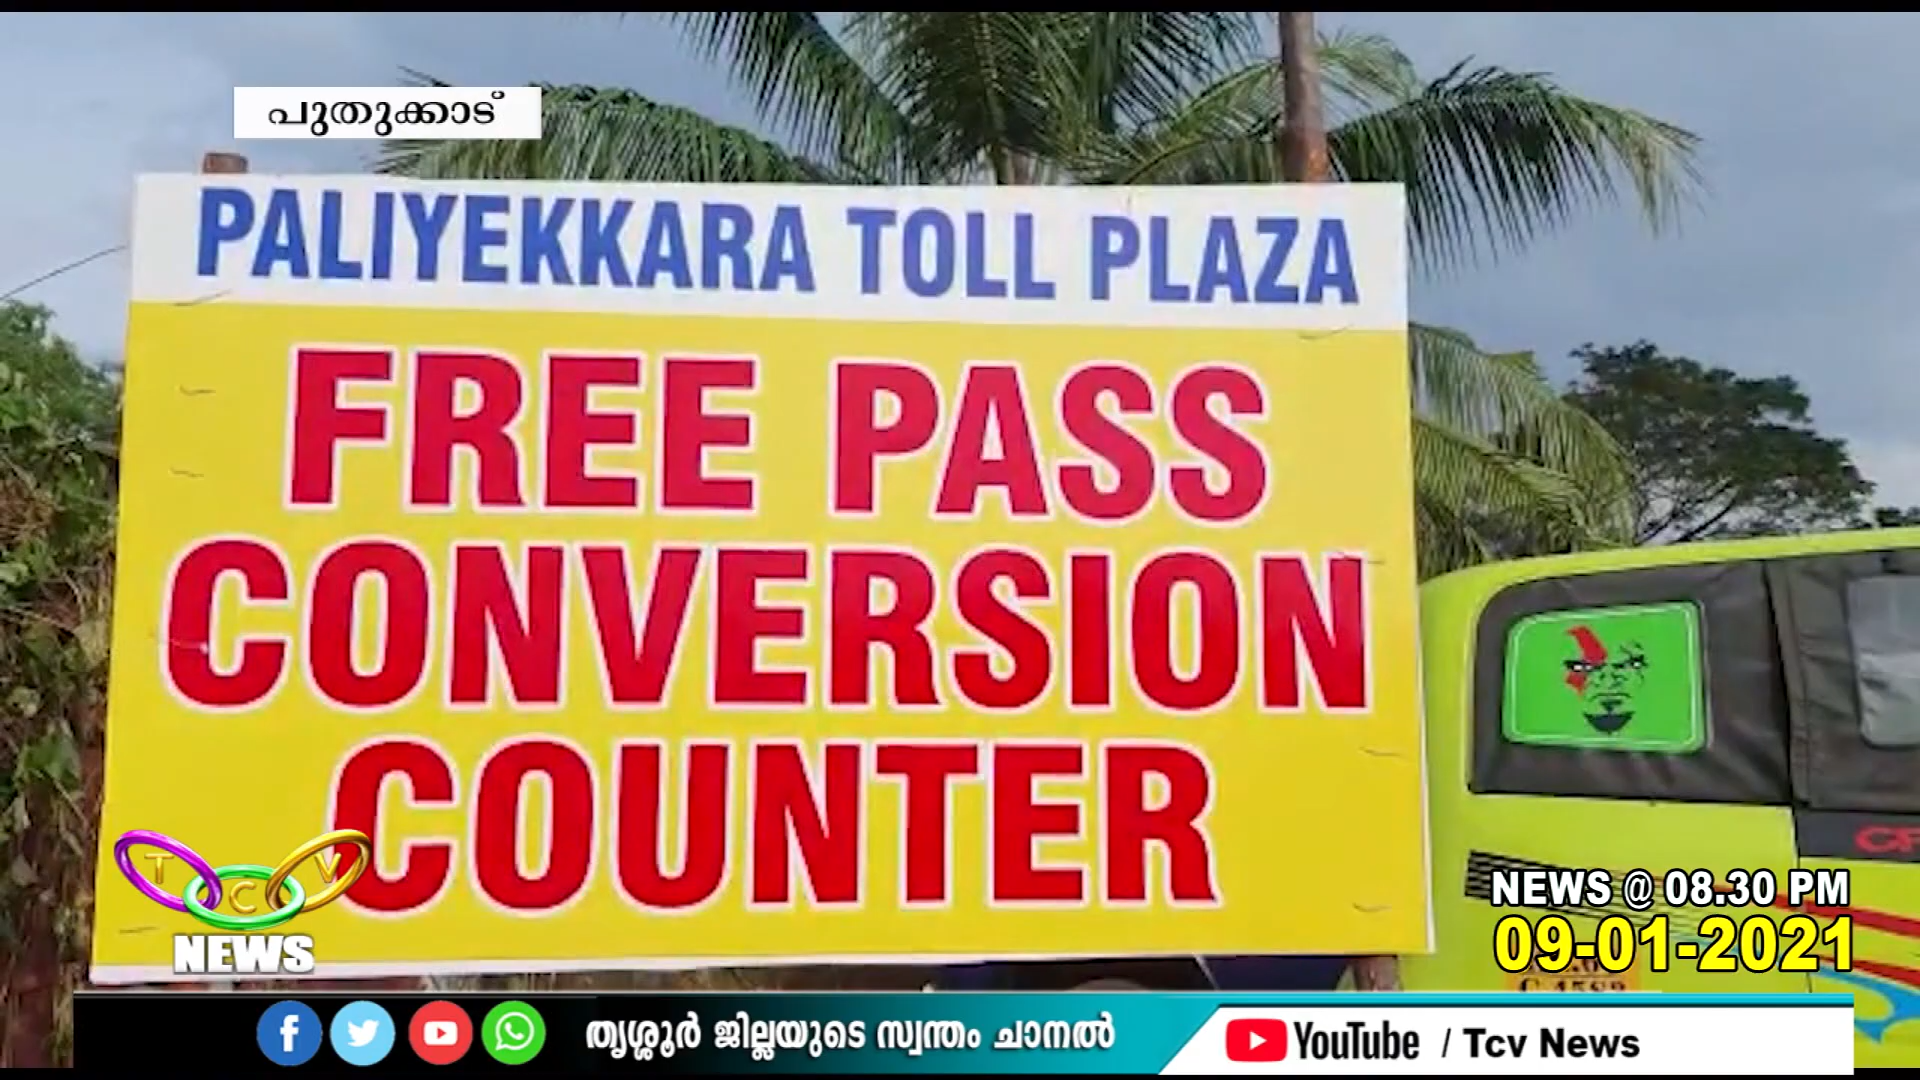 പുതുക്കാട്
PALIYEKKARA TOLL PLAZA
FREE PASS
CONVERSION
COUNTER
TCV
NEWS
NEWS @ 08.30 PM
09-01-2021
തൃശ്ശൂർ ജില്ലയുടെ സ്വന്തം ചാനൽ
YouTube / Tcv News